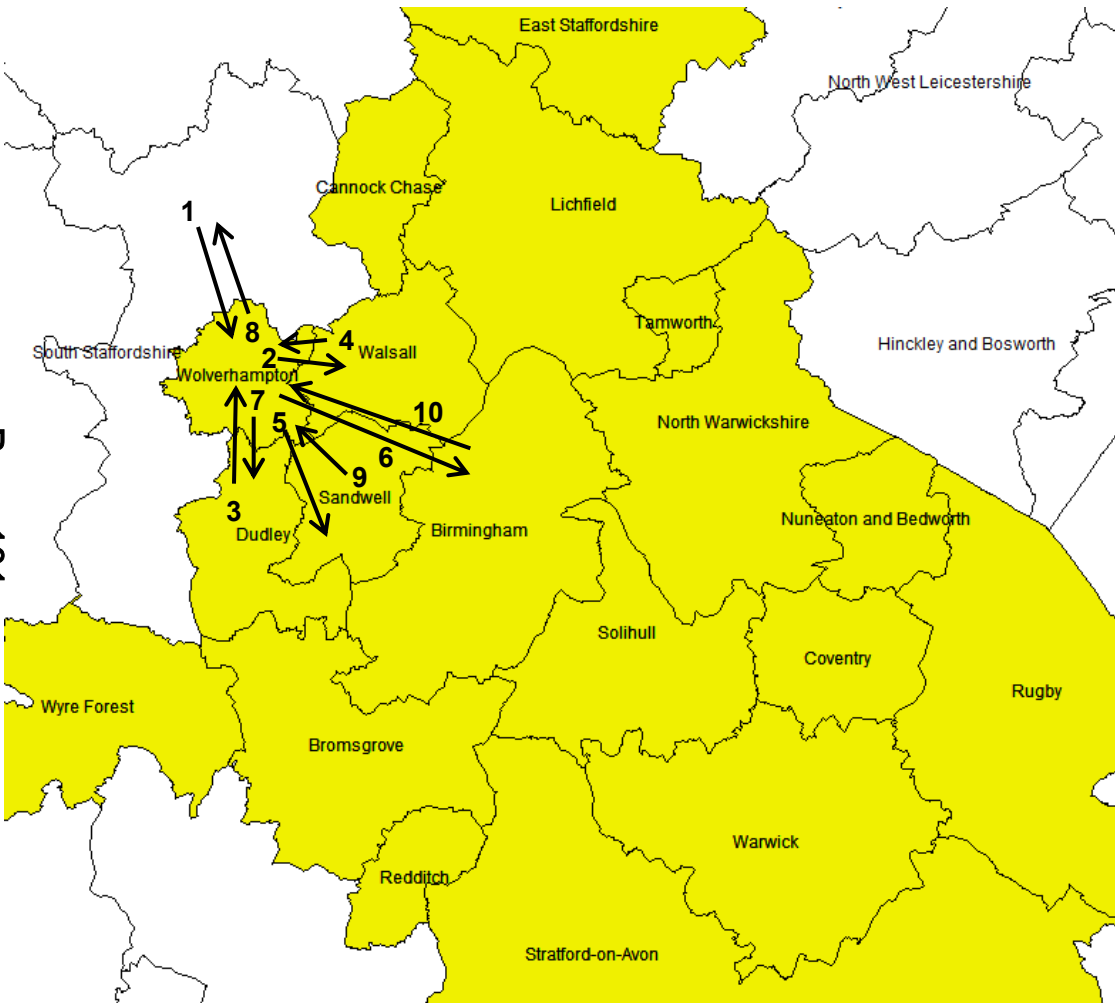 East Staffordshire
North West Leicestershire
Cannock Chase
Lichfield
1
8
Tamworth
4
2
Walsall
South Staffordshire
Hinckley and Bosworth
Wolverhampton
7
10
5
North Warwickshire
6
9
Sandwell
3
Dudley
Birmingham
Nuneaton and Bedworth
Solihull
Coventry
Rugby
Wyre Forest
Bromsgrove
Warwick
Redditch
Stratford-on-Avon